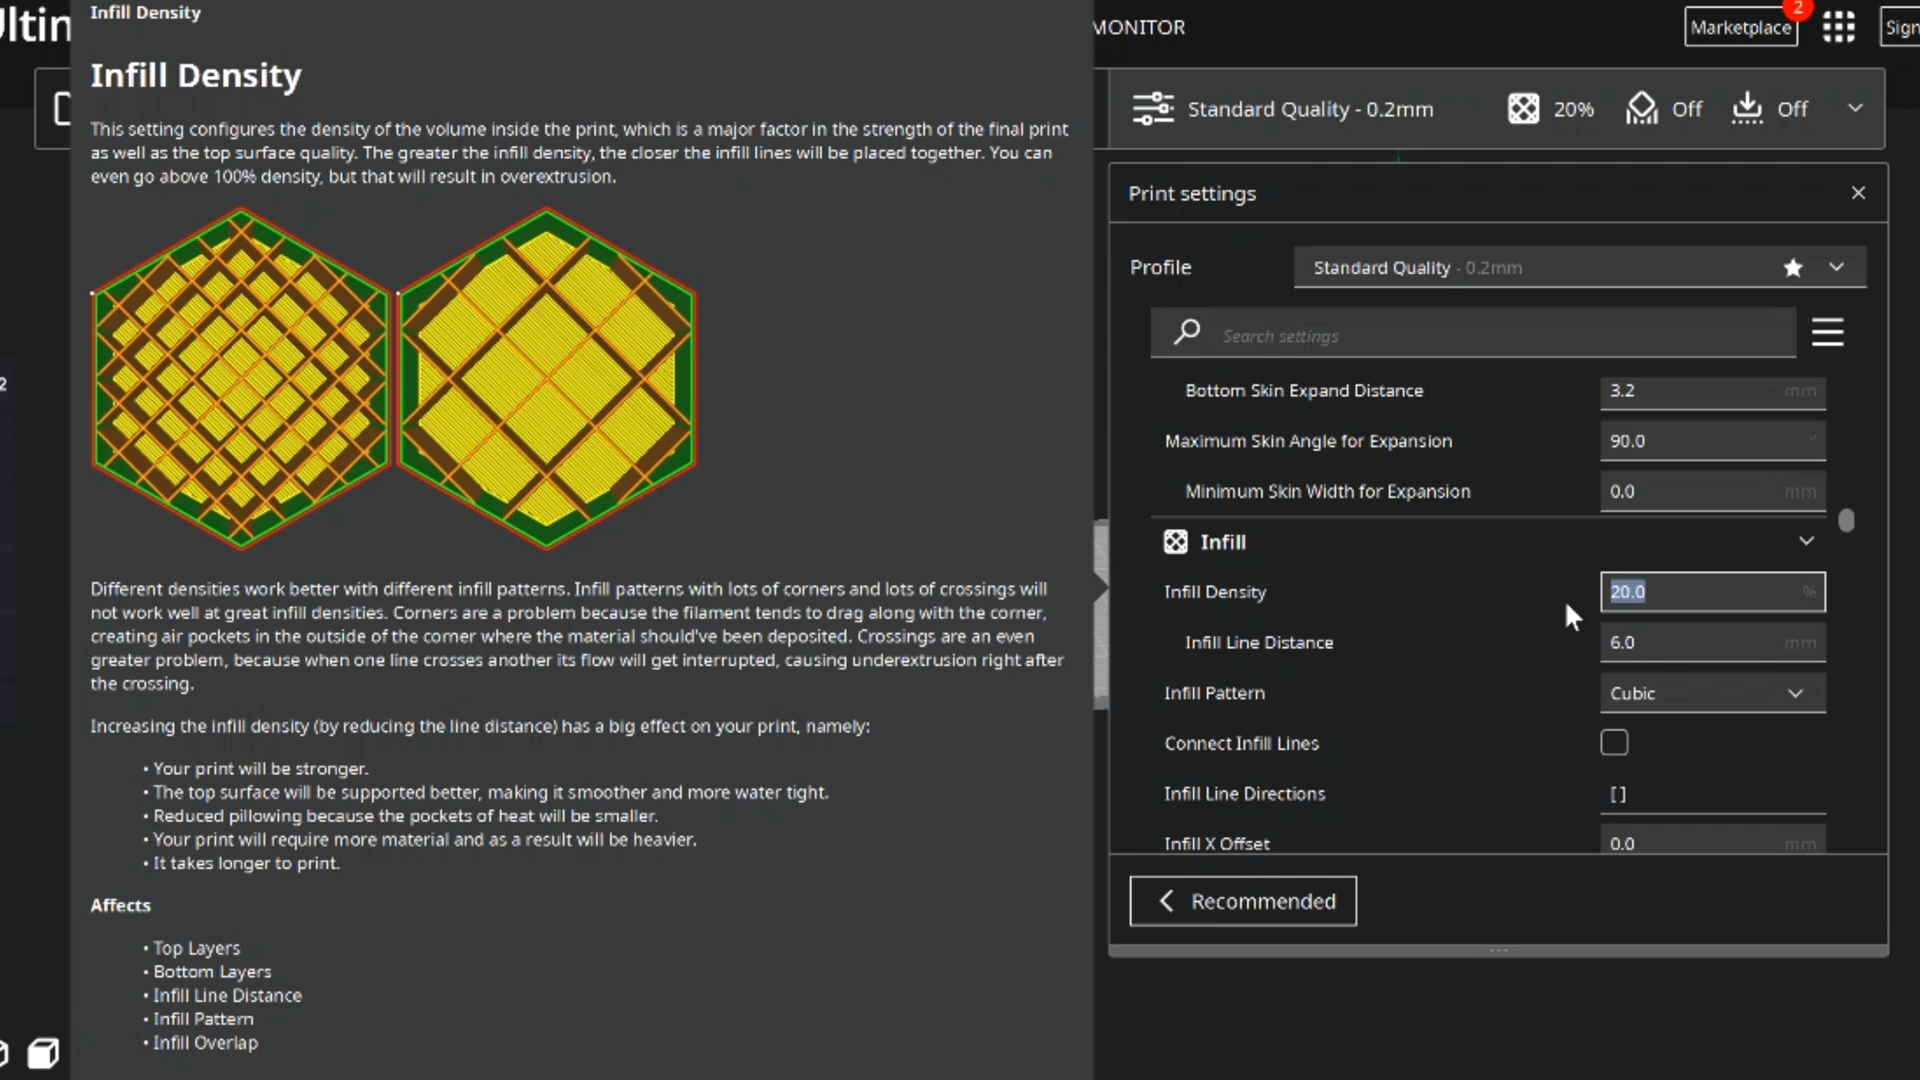 Infill Density
Infill Density
This setting configures the density of the volume inside the print, which is a major factor in the strength of the final print
as well as the top surface quality. The greater the infill density, the closer the infill lines will be placed together. You can
even go above 100% density, but that will result in overextrusion.
Different densities work better with different infill patterns. Infill patterns with lots of corners and lots of crossings will
not work well at great infill densities. Corners are a problem because the filament tends to drag along with the corner,
creating air pockets in the outside of the corner where the material should've been deposited. Crossings are an even
greater problem, because when one line crosses another its flow will get interrupted, causing underextrusion right after
the crossing.
Increasing the infill density (by reducing the line distance) has a big effect on your print, namely:
• Your print will be stronger.
• The top surface will be supported better, making it smoother and more water tight.
• Reduced pillowing because the pockets of heat will be smaller.
• Your print will require more material and as a result will be heavier.
• It takes longer to print.
Affects
• Top Layers
• Bottom Layers
• Infill Line Distance
• Infill Pattern
• Infill Overlap
Ultim
2
MONITOR
Marketplace
2
Sign
Standard Quality - 0.2mm
20%
Off
Off
Print settings
Profile
Standard Quality - 0.2mm
Search settings
Bottom Skin Expand Distance 3.2 mm
Maximum Skin Angle for Expansion 90.0 °
Minimum Skin Width for Expansion 0.0 mm
Infill
Infill Density 20.0 %
Infill Line Distance 6.0 mm
Infill Pattern Cubic
Connect Infill Lines
Infill Line Directions []
Infill X Offset 0.0 mm
Recommended